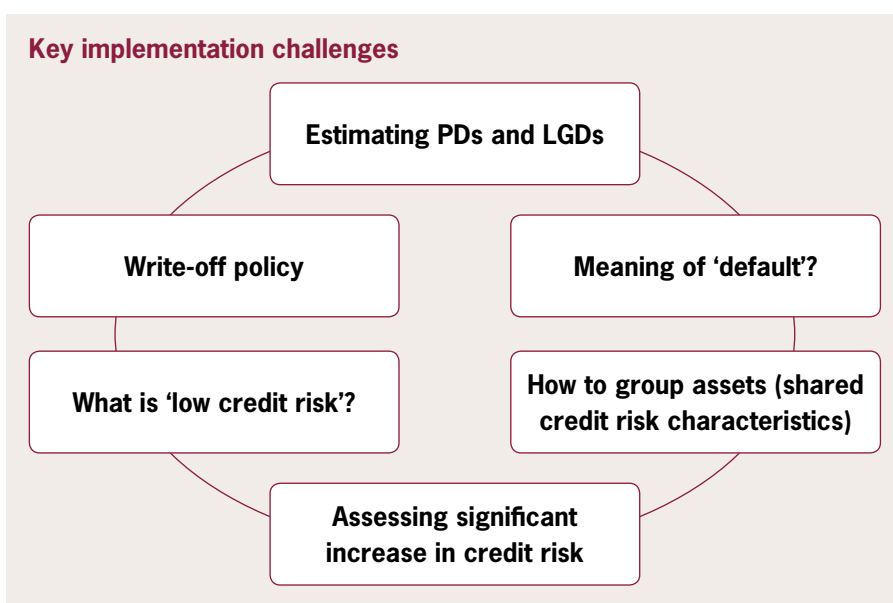 Key implementation challenges
Estimating PDs and LGDs
Write-off policy
Meaning of ‘default’?
What is ‘low credit risk’?
How to group assets (shared
credit risk characteristics)
Assessing significant
increase in credit risk